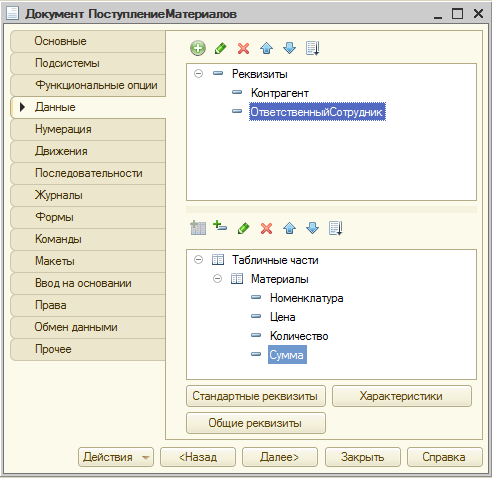 Документ ПоступлениеМатериалов
Основные
Подсистемы
Функциональные опции
Данные
Нумерация
Движения
Последовательности
Журналы
Формы
Команды
Макеты
Ввод на основании
Права
Обмен данными
Прочее
Реквизиты
Контрагент
ОтветственныйСотрудник
Табличные части
Материалы
Номенклатура
Цена
Количество
Сумма
Стандартные реквизиты
Характеристики
Общие реквизиты
Действия
<Назад
Далее>
Закрыть
Справка